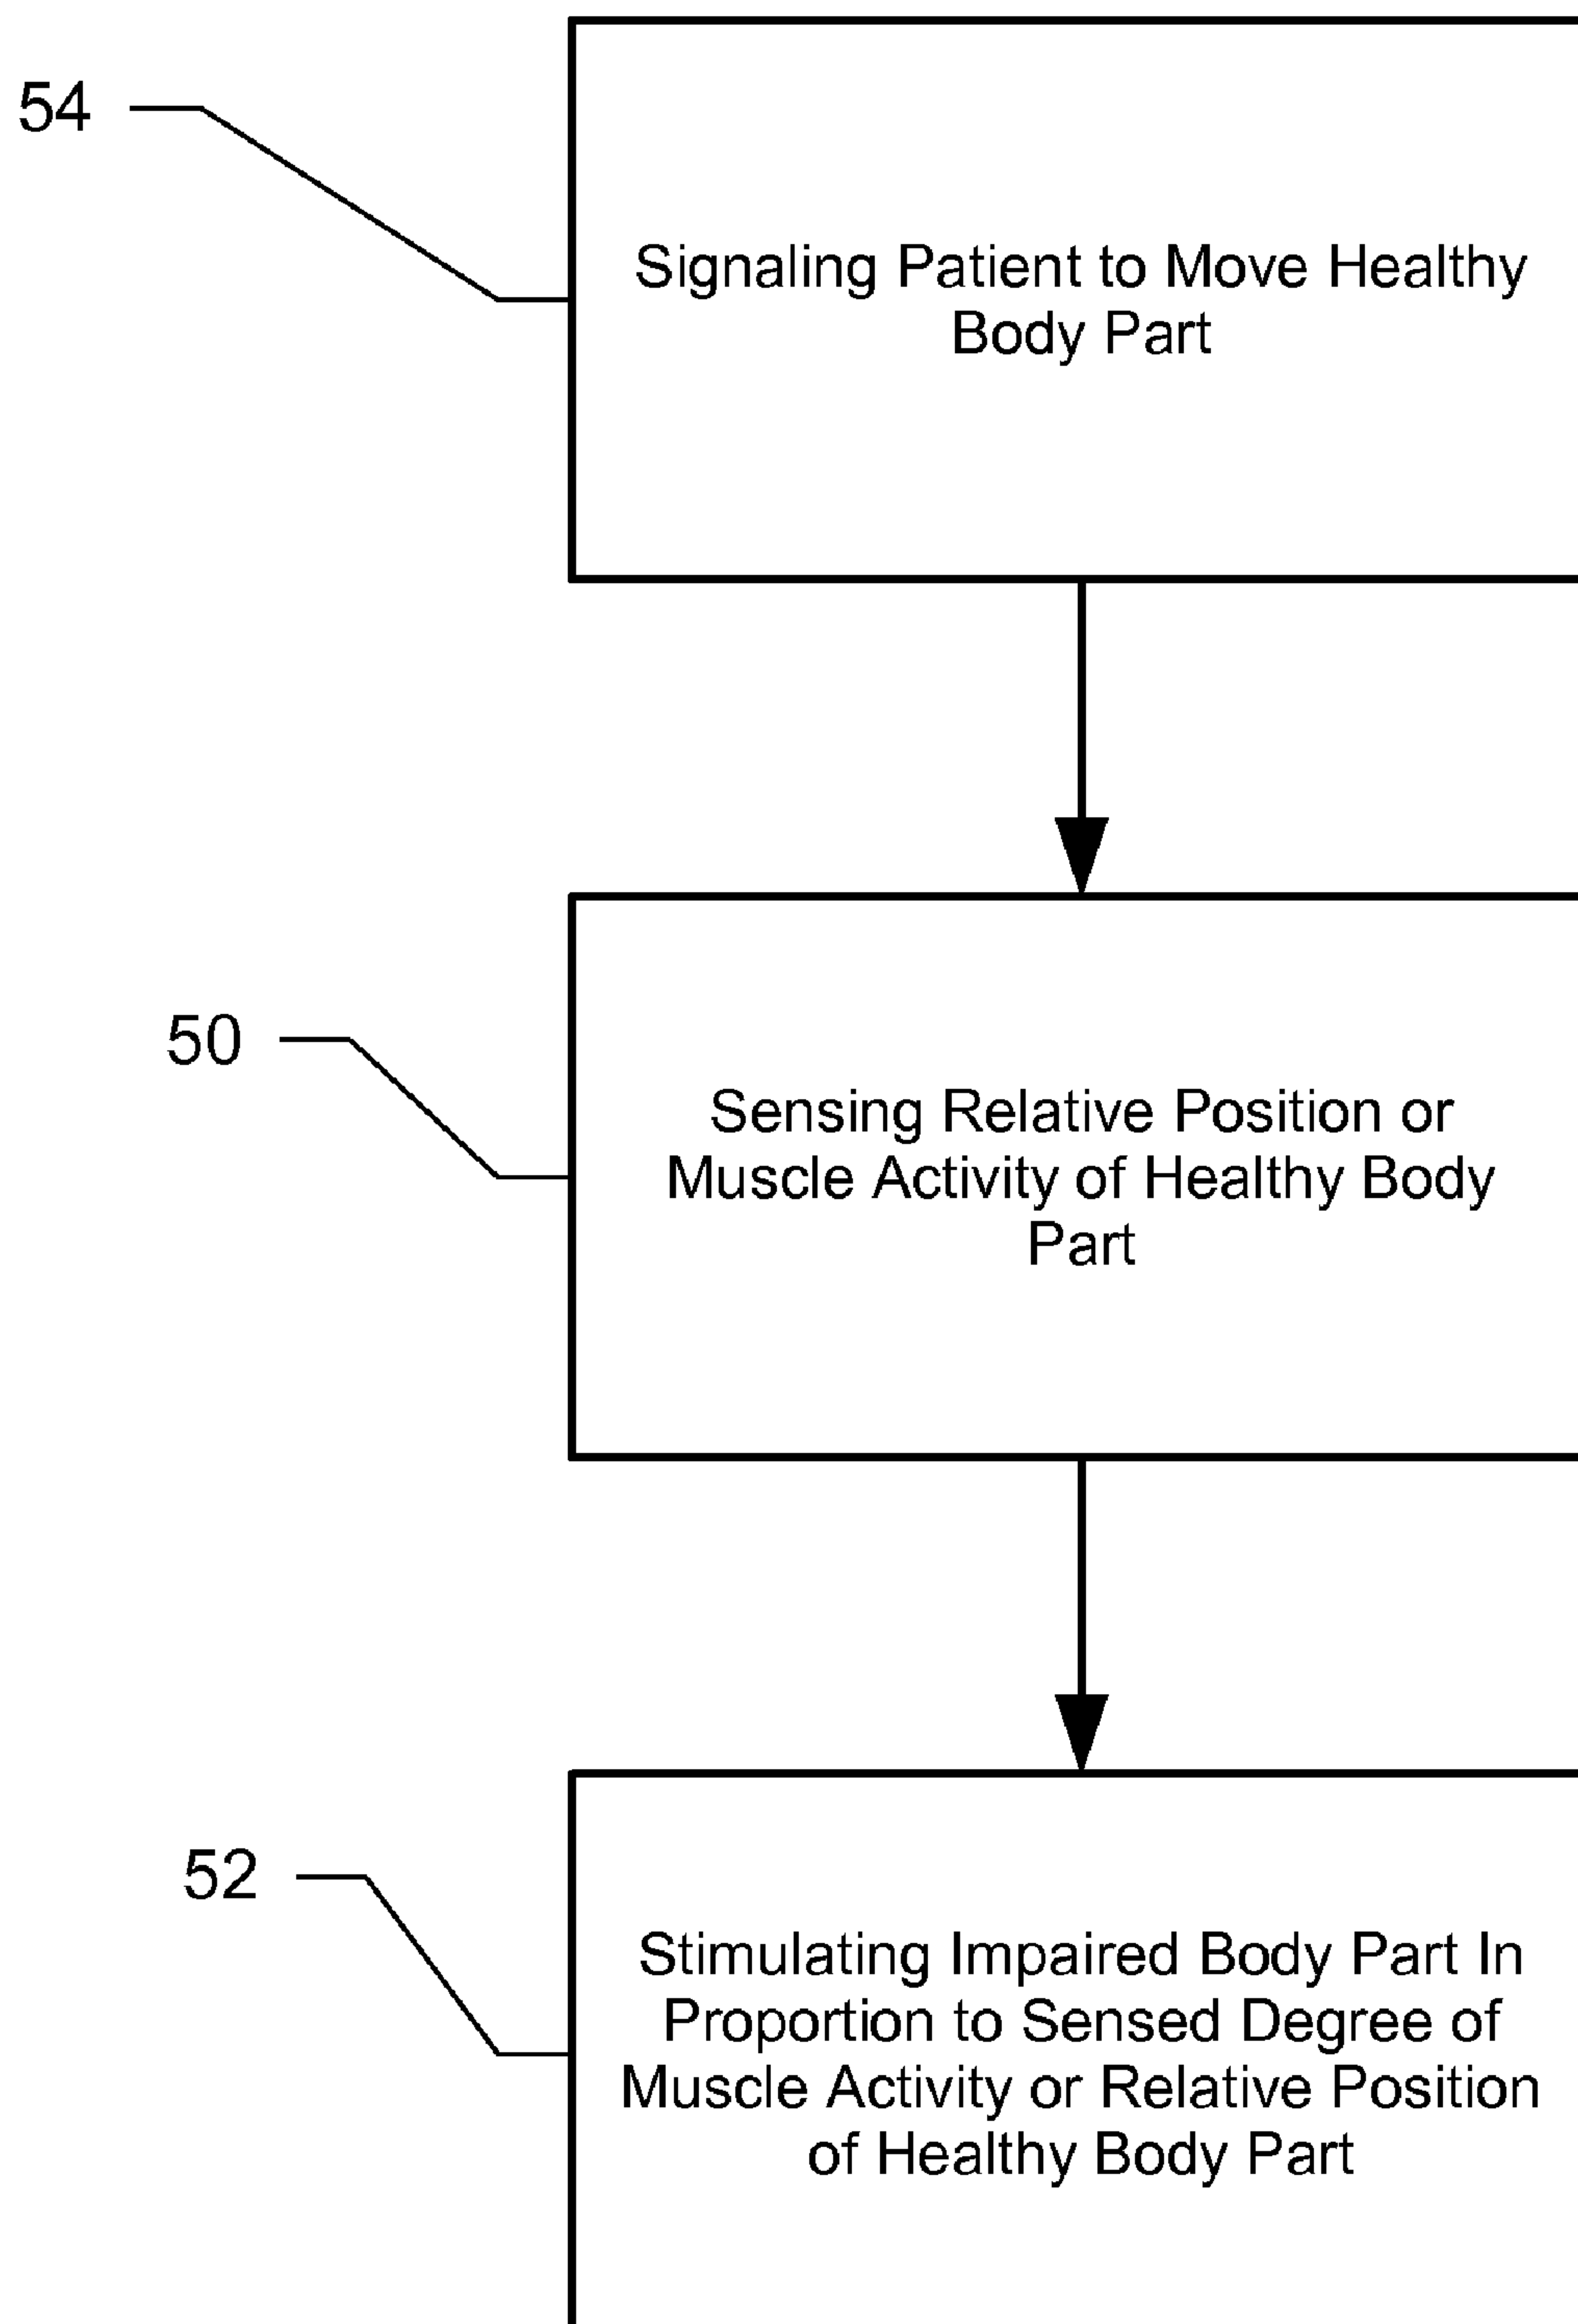 54
Signaling Patient to Move Healthy
Body Part
50
Sensing Relative Position or
Muscle Activity of Healthy Body
Part
52
Stimulating Impaired Body Part In
Proportion to Sensed Degree of
Muscle Activity or Relative Position
of Healthy Body Part